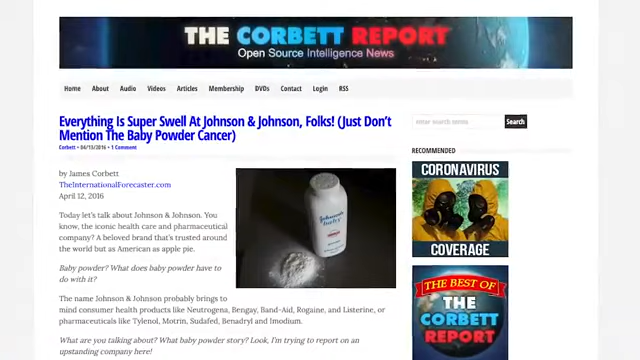 THE CORBETT REPORT
Open Source Intelligence News
Home About Audio Videos Articles Membership DVDs Contact Login RSS
Everything Is Super Swell At Johnson & Johnson, Folks! (Just Don't
Mention The Baby Powder Cancer)
Corbett • 04/13/2016 • 1 Comment
by James Corbett
TheInternationalForecaster.com
April 12, 2016
Today let's talk about Johnson & Johnson. You
know, the iconic health care and pharmaceutical
company? A beloved brand that's trusted around
the world but as American as apple pie.
Baby powder? What does baby powder have to
do with it?
The name Johnson & Johnson probably brings to
mind consumer health products like Neutrogena, Bengay, Band-Aid, Rogaine, and Listerine, or
pharmaceuticals like Tylenol, Motrin, Sudafed, Benadryl and Imodium.
What are you talking about? What baby powder story? Look, I'm trying to report on an
upstanding company here!
Johnson's
enter search terms Search
RECOMMENDED
CORONAVIRUS
COVERAGE
THE BEST OF
THE
CORBETT
REPORT